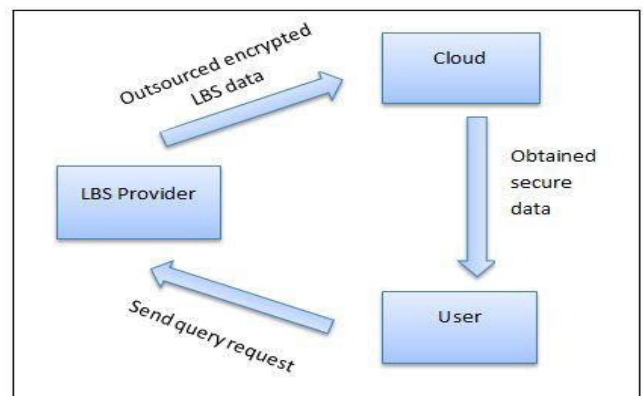 Outsourced encrypted
LBS data
Cloud
LBS Provider
Obtained
secure
data
Send query request
User